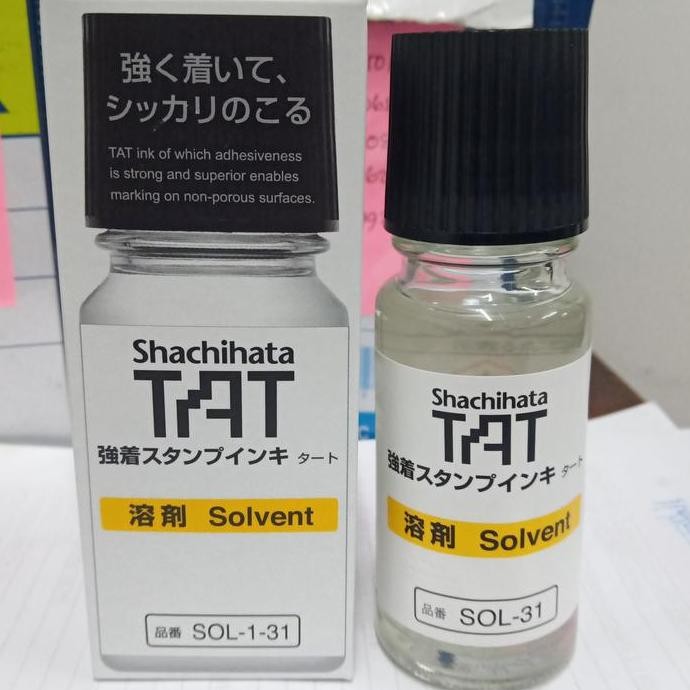 強く着いて、
シッカリのこる
TAT ink of which adhesiveness
is strong and superior enables
marking on non-porous surfaces.
Shachihata
TAT
強着スタンプインキ タート
溶剤 Solvent
品番 SOL-1-31
Shachihata
TAT
強着スタンプインキ タート
溶剤 Solvent
品番 SOL-31